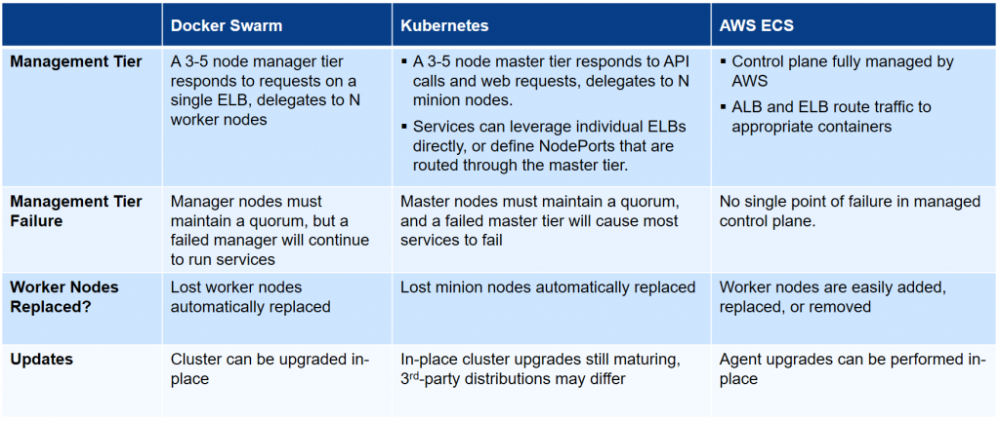 Docker Swarm
Kubernetes
AWS ECS
Management Tier
A 3-5 node manager tier
responds to requests on a
single ELB, delegates to N
worker nodes
▪ A 3-5 node master tier responds to API
calls and web requests, delegates to N
minion nodes.
▪ Services can leverage individual ELBs
directly, or define NodePorts that are
routed through the master tier.
▪ Control plane fully managed by
AWS
▪ ALB and ELB route traffic to
appropriate containers
Management Tier
Failure
Manager nodes must
maintain a quorum, but a
failed manager will continue
to run services
Master nodes must maintain a quorum,
and a failed master tier will cause most
services to fail
No single point of failure in managed
control plane.
Worker Nodes
Replaced?
Lost worker nodes
automatically replaced
Lost minion nodes automatically replaced
Worker nodes are easily added,
replaced, or removed
Updates
Cluster can be upgraded in-
place
In-place cluster upgrades still maturing,
3rd-party distributions may differ
Agent upgrades can be performed in-
place